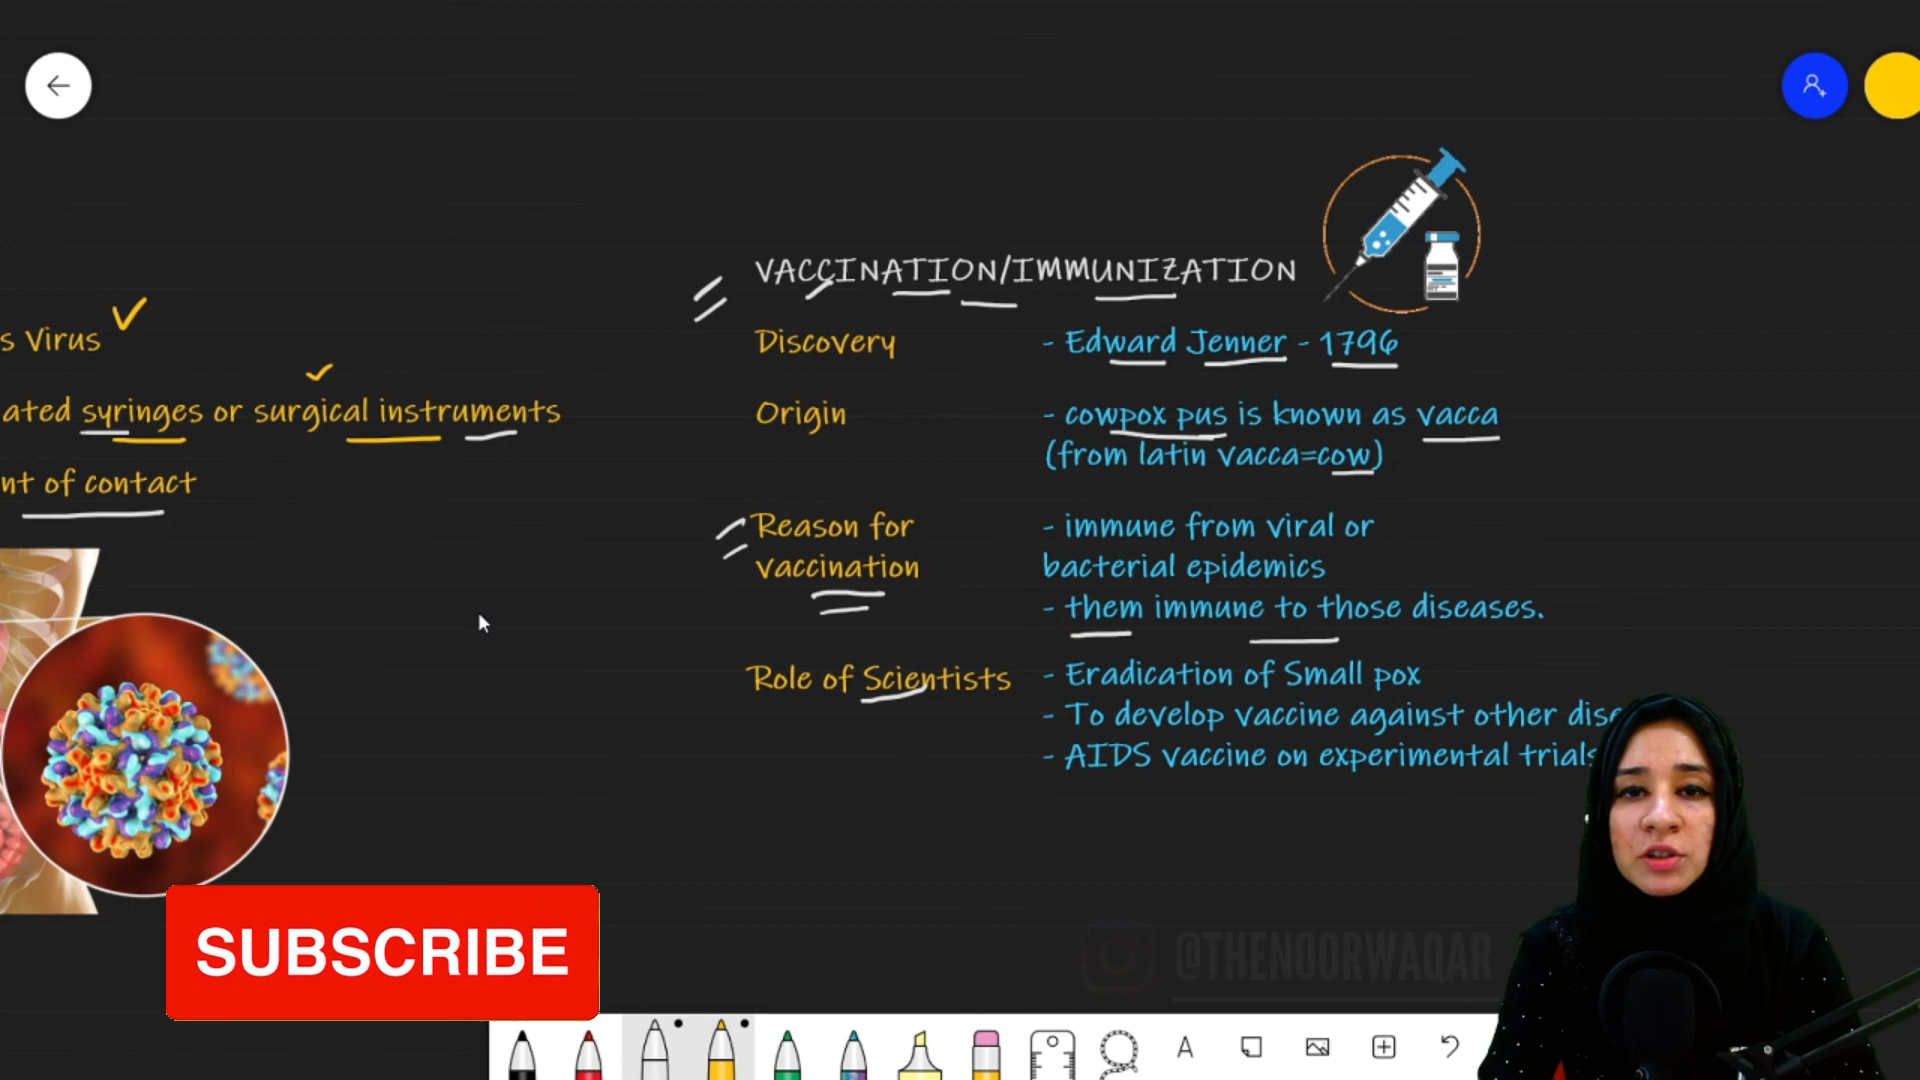 s Virus
ated syringes or surgical instruments
nt of contact
VACCINATION/IMMUNIZATION
Discovery - Edward Jenner - 1796
Origin - cowpox pus is known as vacca
(from latin vacca=cow)
Reason for - immune from viral or
vaccination bacterial epidemics
- them immune to those diseases.
Role of Scientists - Eradication of Small pox
- To develop vaccine against other dise
- AIDS vaccine on experimental trials
@THENOORWAQAR
SUBSCRIBE
A